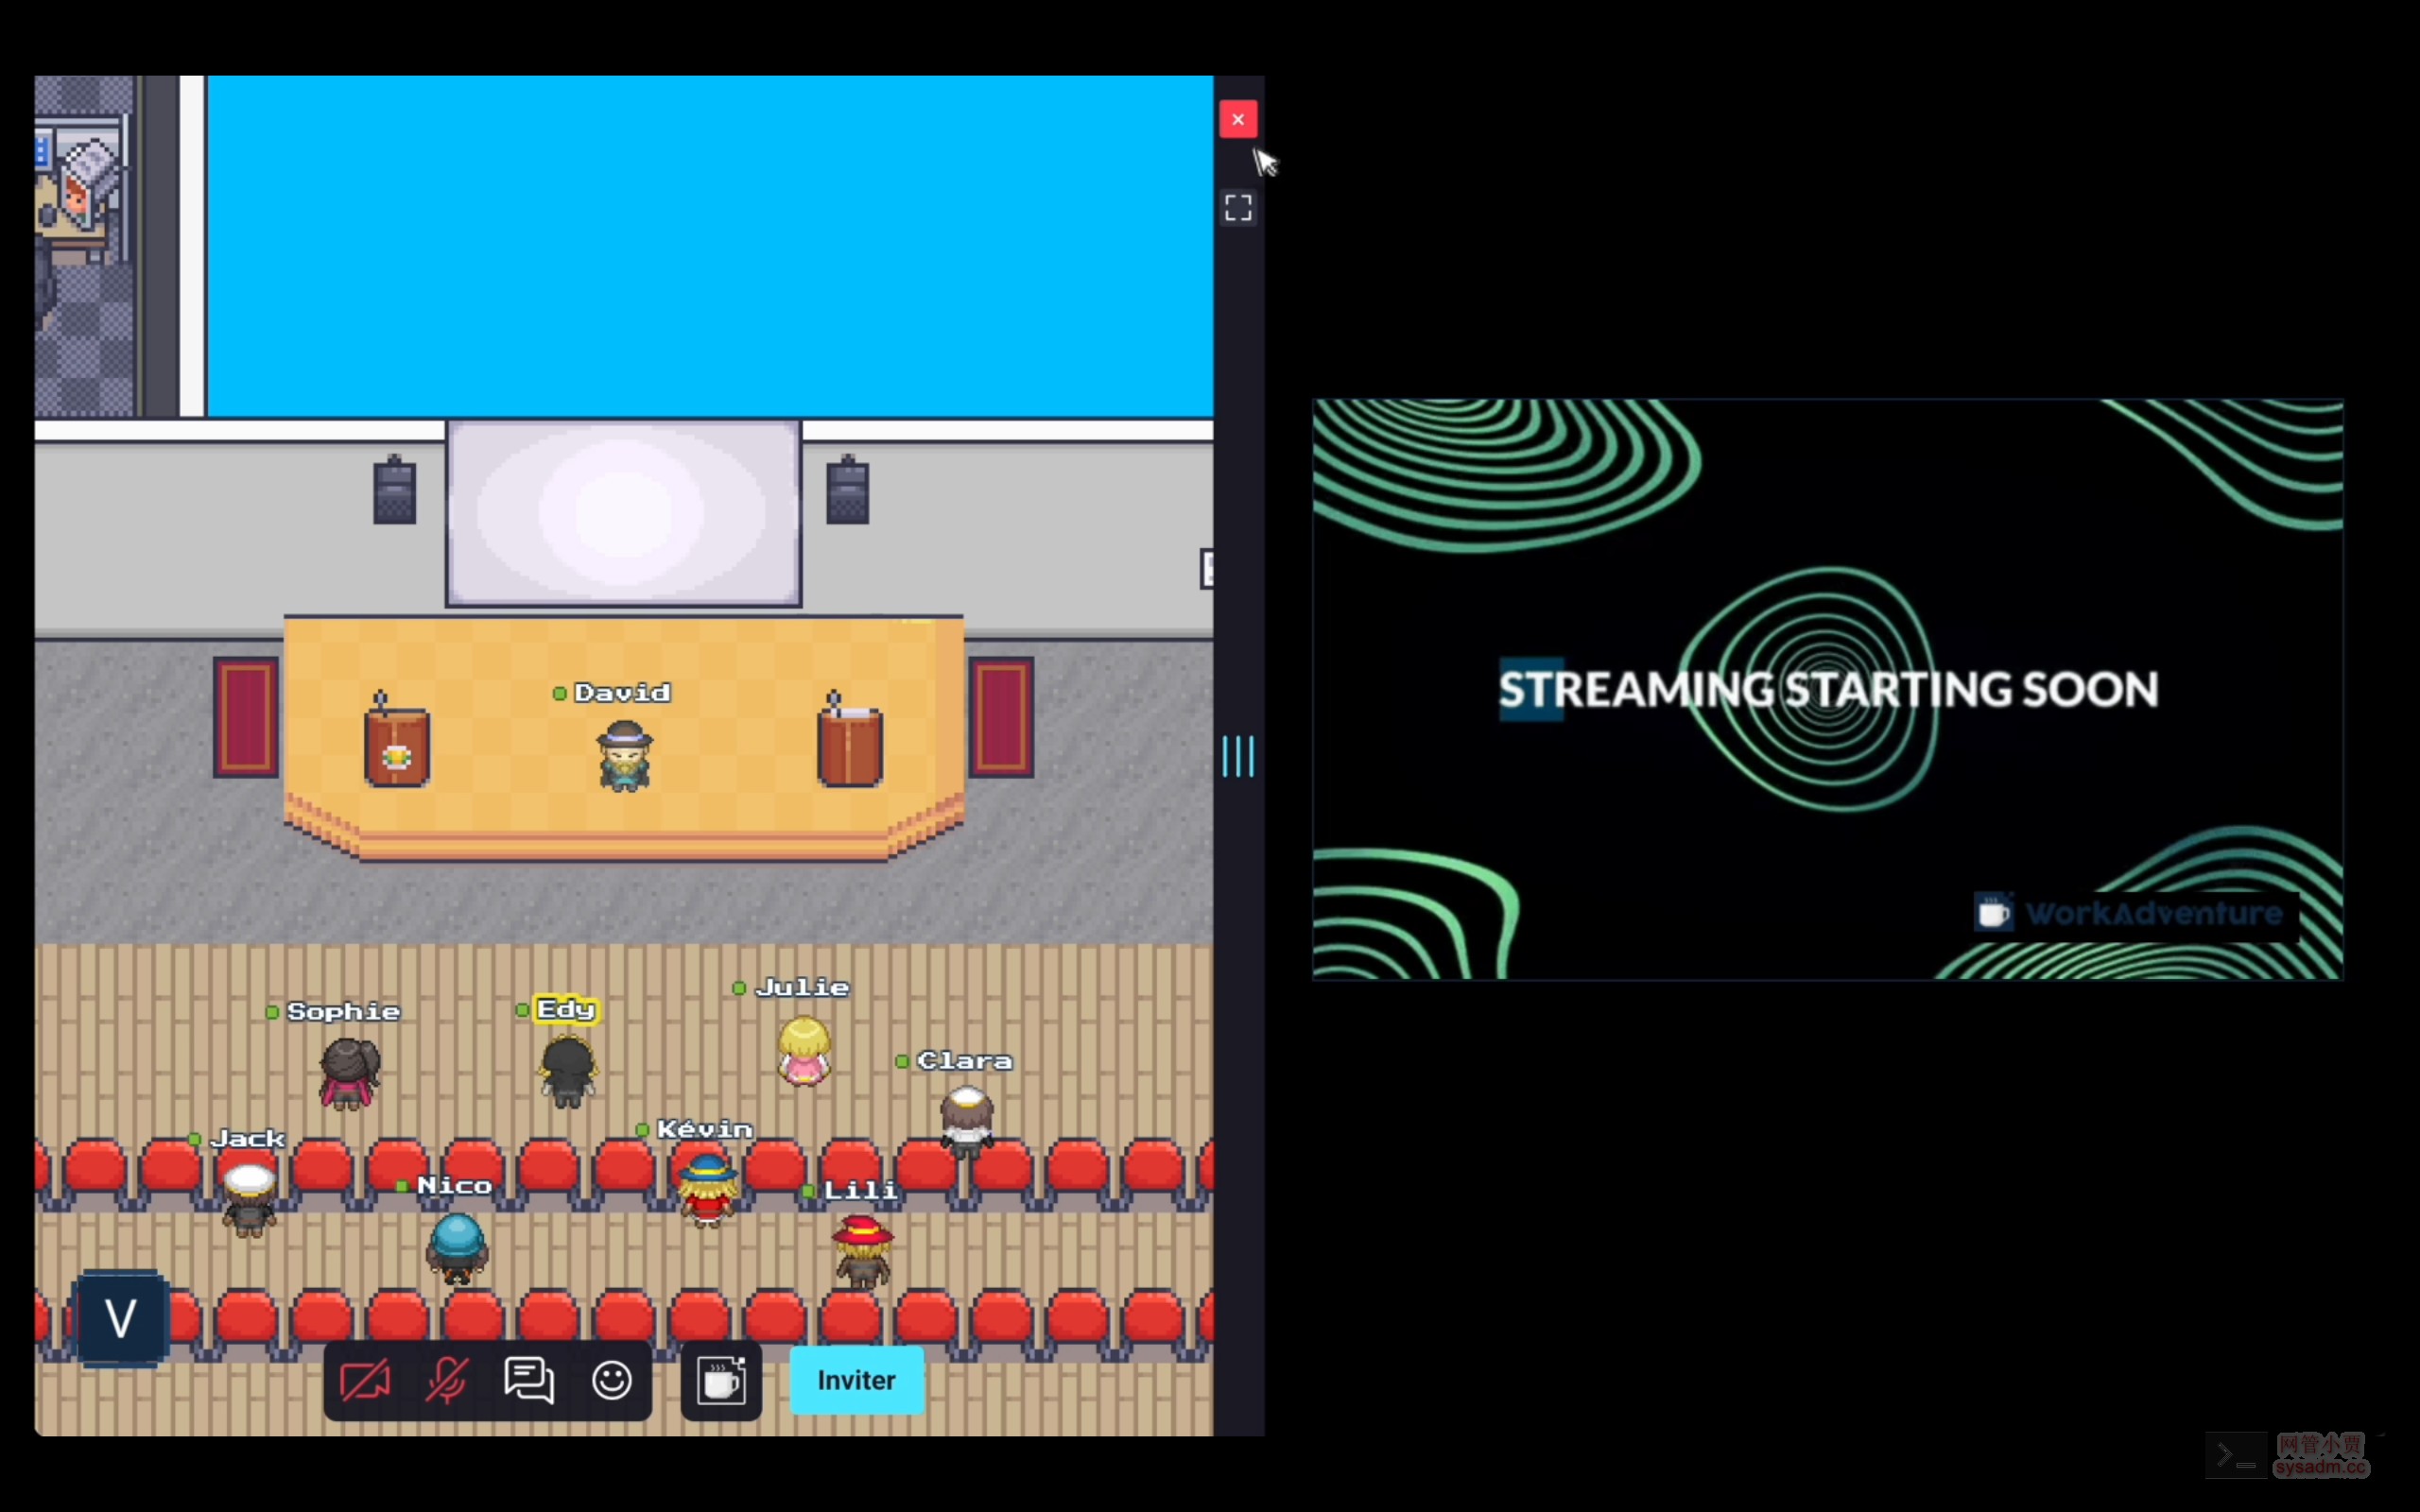 David
STREAMING STARTING SOON
WorkAdventure
Julie
Sophie
Edy
Clara
Kévin
Jack
Nico
Lili
V
Inviter
网管小贾
sysadm.cc